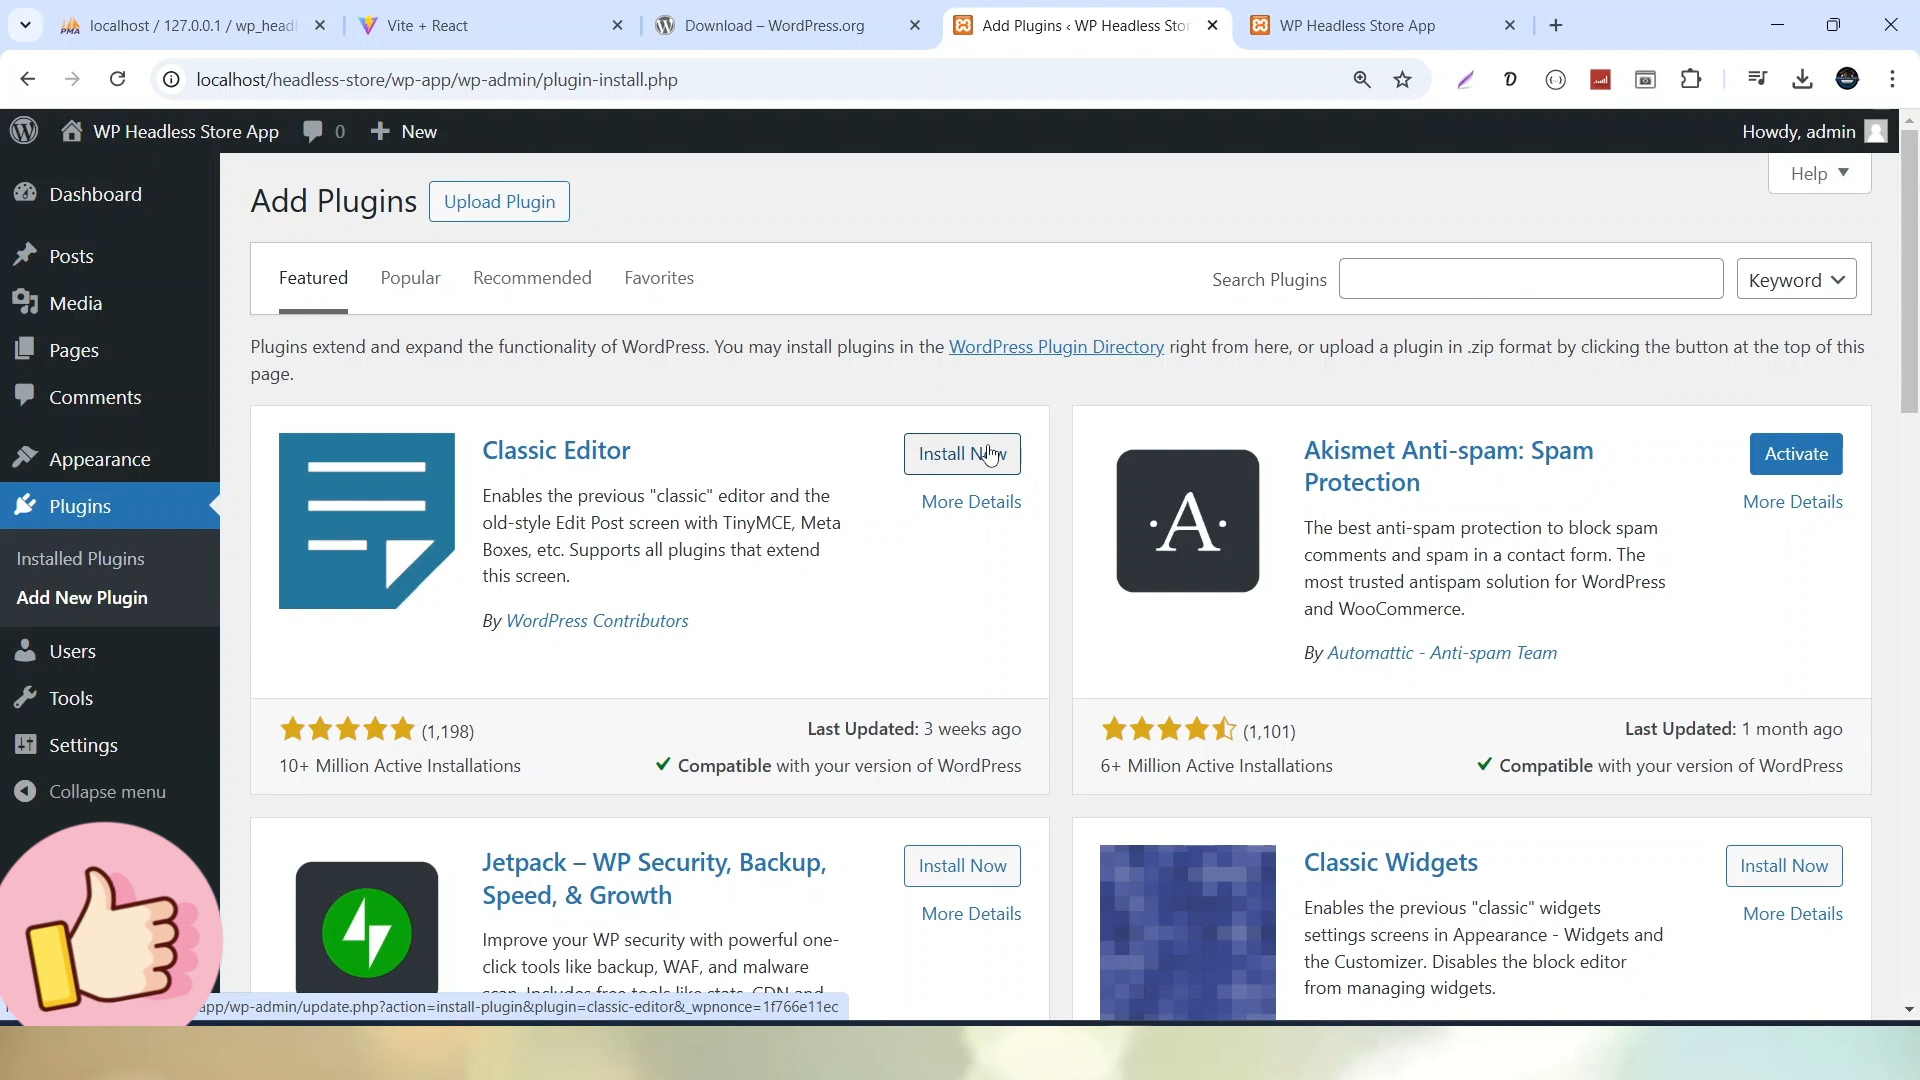 localhost / 127.0.0.1 / wp_headl
Vite + React
Download – WordPress.org
Add Plugins ‹ WP Headless Stor
WP Headless Store App
localhost/headless-store/wp-app/wp-admin/plugin-install.php
WP Headless Store App
0
New
Howdy, admin
Dashboard
Posts
Media
Pages
Comments
Appearance
Plugins
Installed Plugins
Add New Plugin
Users
Tools
Settings
Collapse menu
Help
Add Plugins
Upload Plugin
Featured Popular Recommended Favorites
Search Plugins
Keyword
Plugins extend and expand the functionality of WordPress. You may install plugins in the WordPress Plugin Directory right from here, or upload a plugin in .zip format by clicking the button at the top of this
page.
Classic Editor
Install Now
More Details
Enables the previous "classic" editor and the
old-style Edit Post screen with TinyMCE, Meta
Boxes, etc. Supports all plugins that extend
this screen.
By WordPress Contributors
(1,198)
Last Updated: 3 weeks ago
10+ Million Active Installations
Compatible with your version of WordPress
·A·
Akismet Anti-spam: Spam
Protection
Activate
More Details
The best anti-spam protection to block spam
comments and spam in a contact form. The
most trusted antispam solution for WordPress
and WooCommerce.
By Automattic - Anti-spam Team
(1,101)
Last Updated: 1 month ago
6+ Million Active Installations
Compatible with your version of WordPress
Jetpack – WP Security, Backup,
Speed, & Growth
Install Now
More Details
Improve your WP security with powerful one-
click tools like backup, WAF, and malware
Classic Widgets
Install Now
More Details
Enables the previous "classic" widgets
settings screens in Appearance - Widgets and
the Customizer. Disables the block editor
from managing widgets.
app/wp-admin/update.php?action=install-plugin&plugin=classic-editor&_wpnonce=1f766e11ec